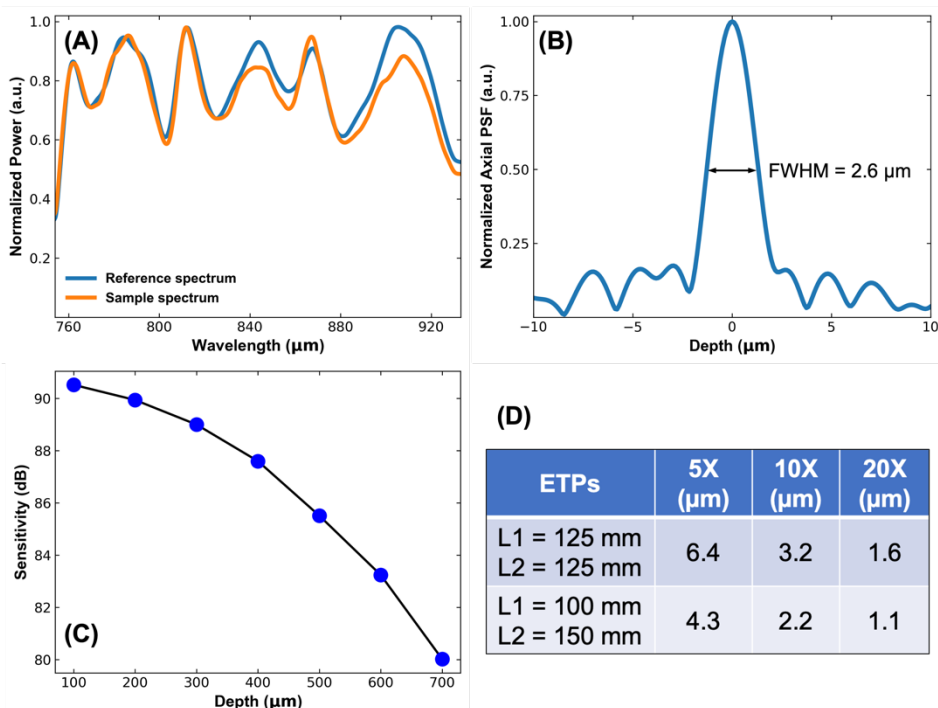 (A)
Normalized Power (a.u.)
1.0
0.8
0.6
0.4
0.2
Reference spectrum
Sample spectrum
760 800 840 880 920
Wavelength (μm)
(B)
Normalized Axial PSF (a.u.)
1.00
0.75
0.50
0.25
FWHM = 2.6 μm
−10 −5 0 5 10
Depth (μm)
(C)
Sensitivity (dB)
90
88
86
84
82
80
100 200 300 400 500 600 700
Depth (μm)
(D)
ETPs 5X (μm) 10X (μm) 20X (μm)
L1 = 125 mm
L2 = 125 mm
6.4 3.2 1.6
L1 = 100 mm
L2 = 150 mm
4.3 2.2 1.1